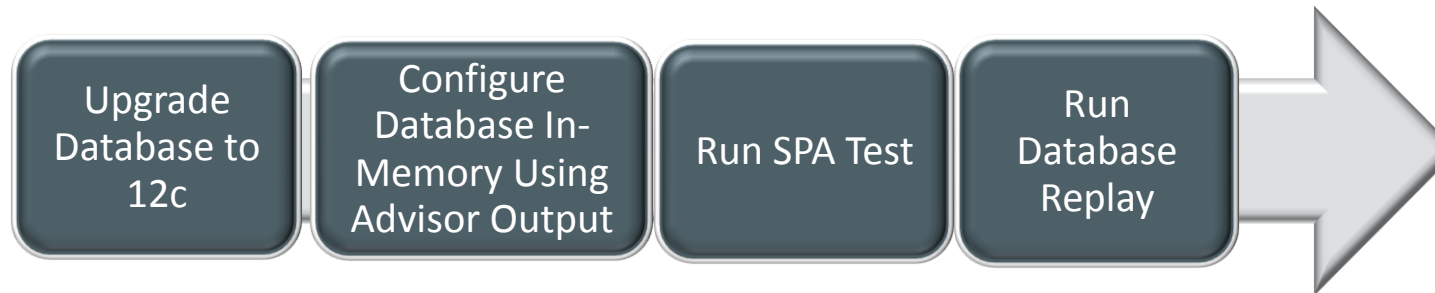 Upgrade
Database to
12c
Configure
Database In-
Memory Using
Advisor Output
Run SPA Test
Run
Database
Replay